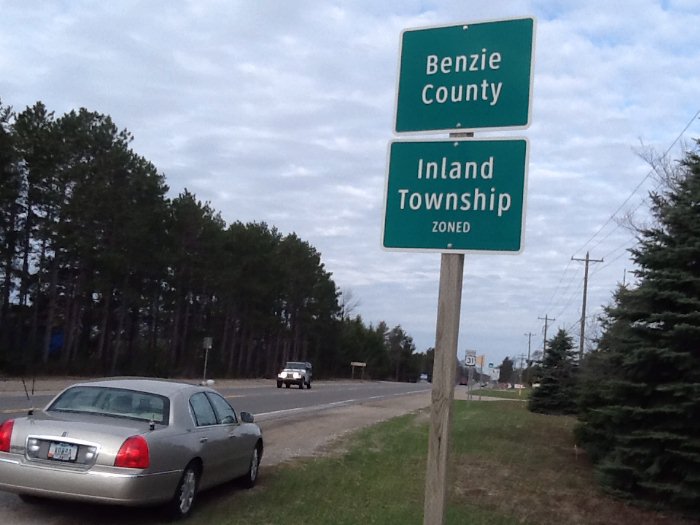 Benzie
County
Inland
Township
ZONED
31